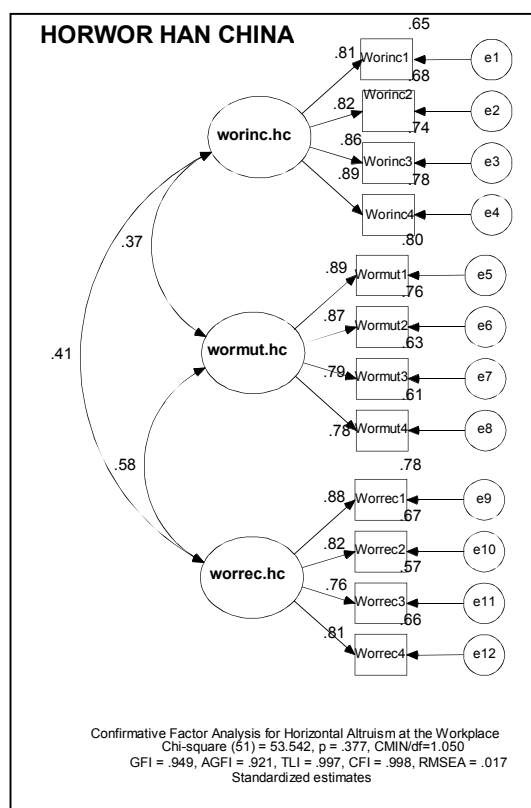 HORWOR HAN CHINA
.65
.81
Worinc1
e1
.68
.82
Worinc2
e2
.74
worinc.hc
.86
Worinc3
e3
.78
.89
Worinc4
e4
.80
.37
.89
Wormut1
e5
.76
.87
Wormut2
e6
.63
wormut.hc
.41
.79
Wormut3
e7
.61
.78
Wormut4
e8
.78
.58
.88
Worrec1
e9
.67
.82
Worrec2
e10
.57
worrec.hc
.76
Worrec3
e11
.66
.81
Worrec4
e12
Confirmative Factor Analysis for Horizontal Altruism at the Workplace
Chi-square (51) = 53.542, p = .377, CMIN/df=1.050
GFI = .949, AGFI = .921, TLI = .997, CFI = .998, RMSEA = .017
Standardized estimates